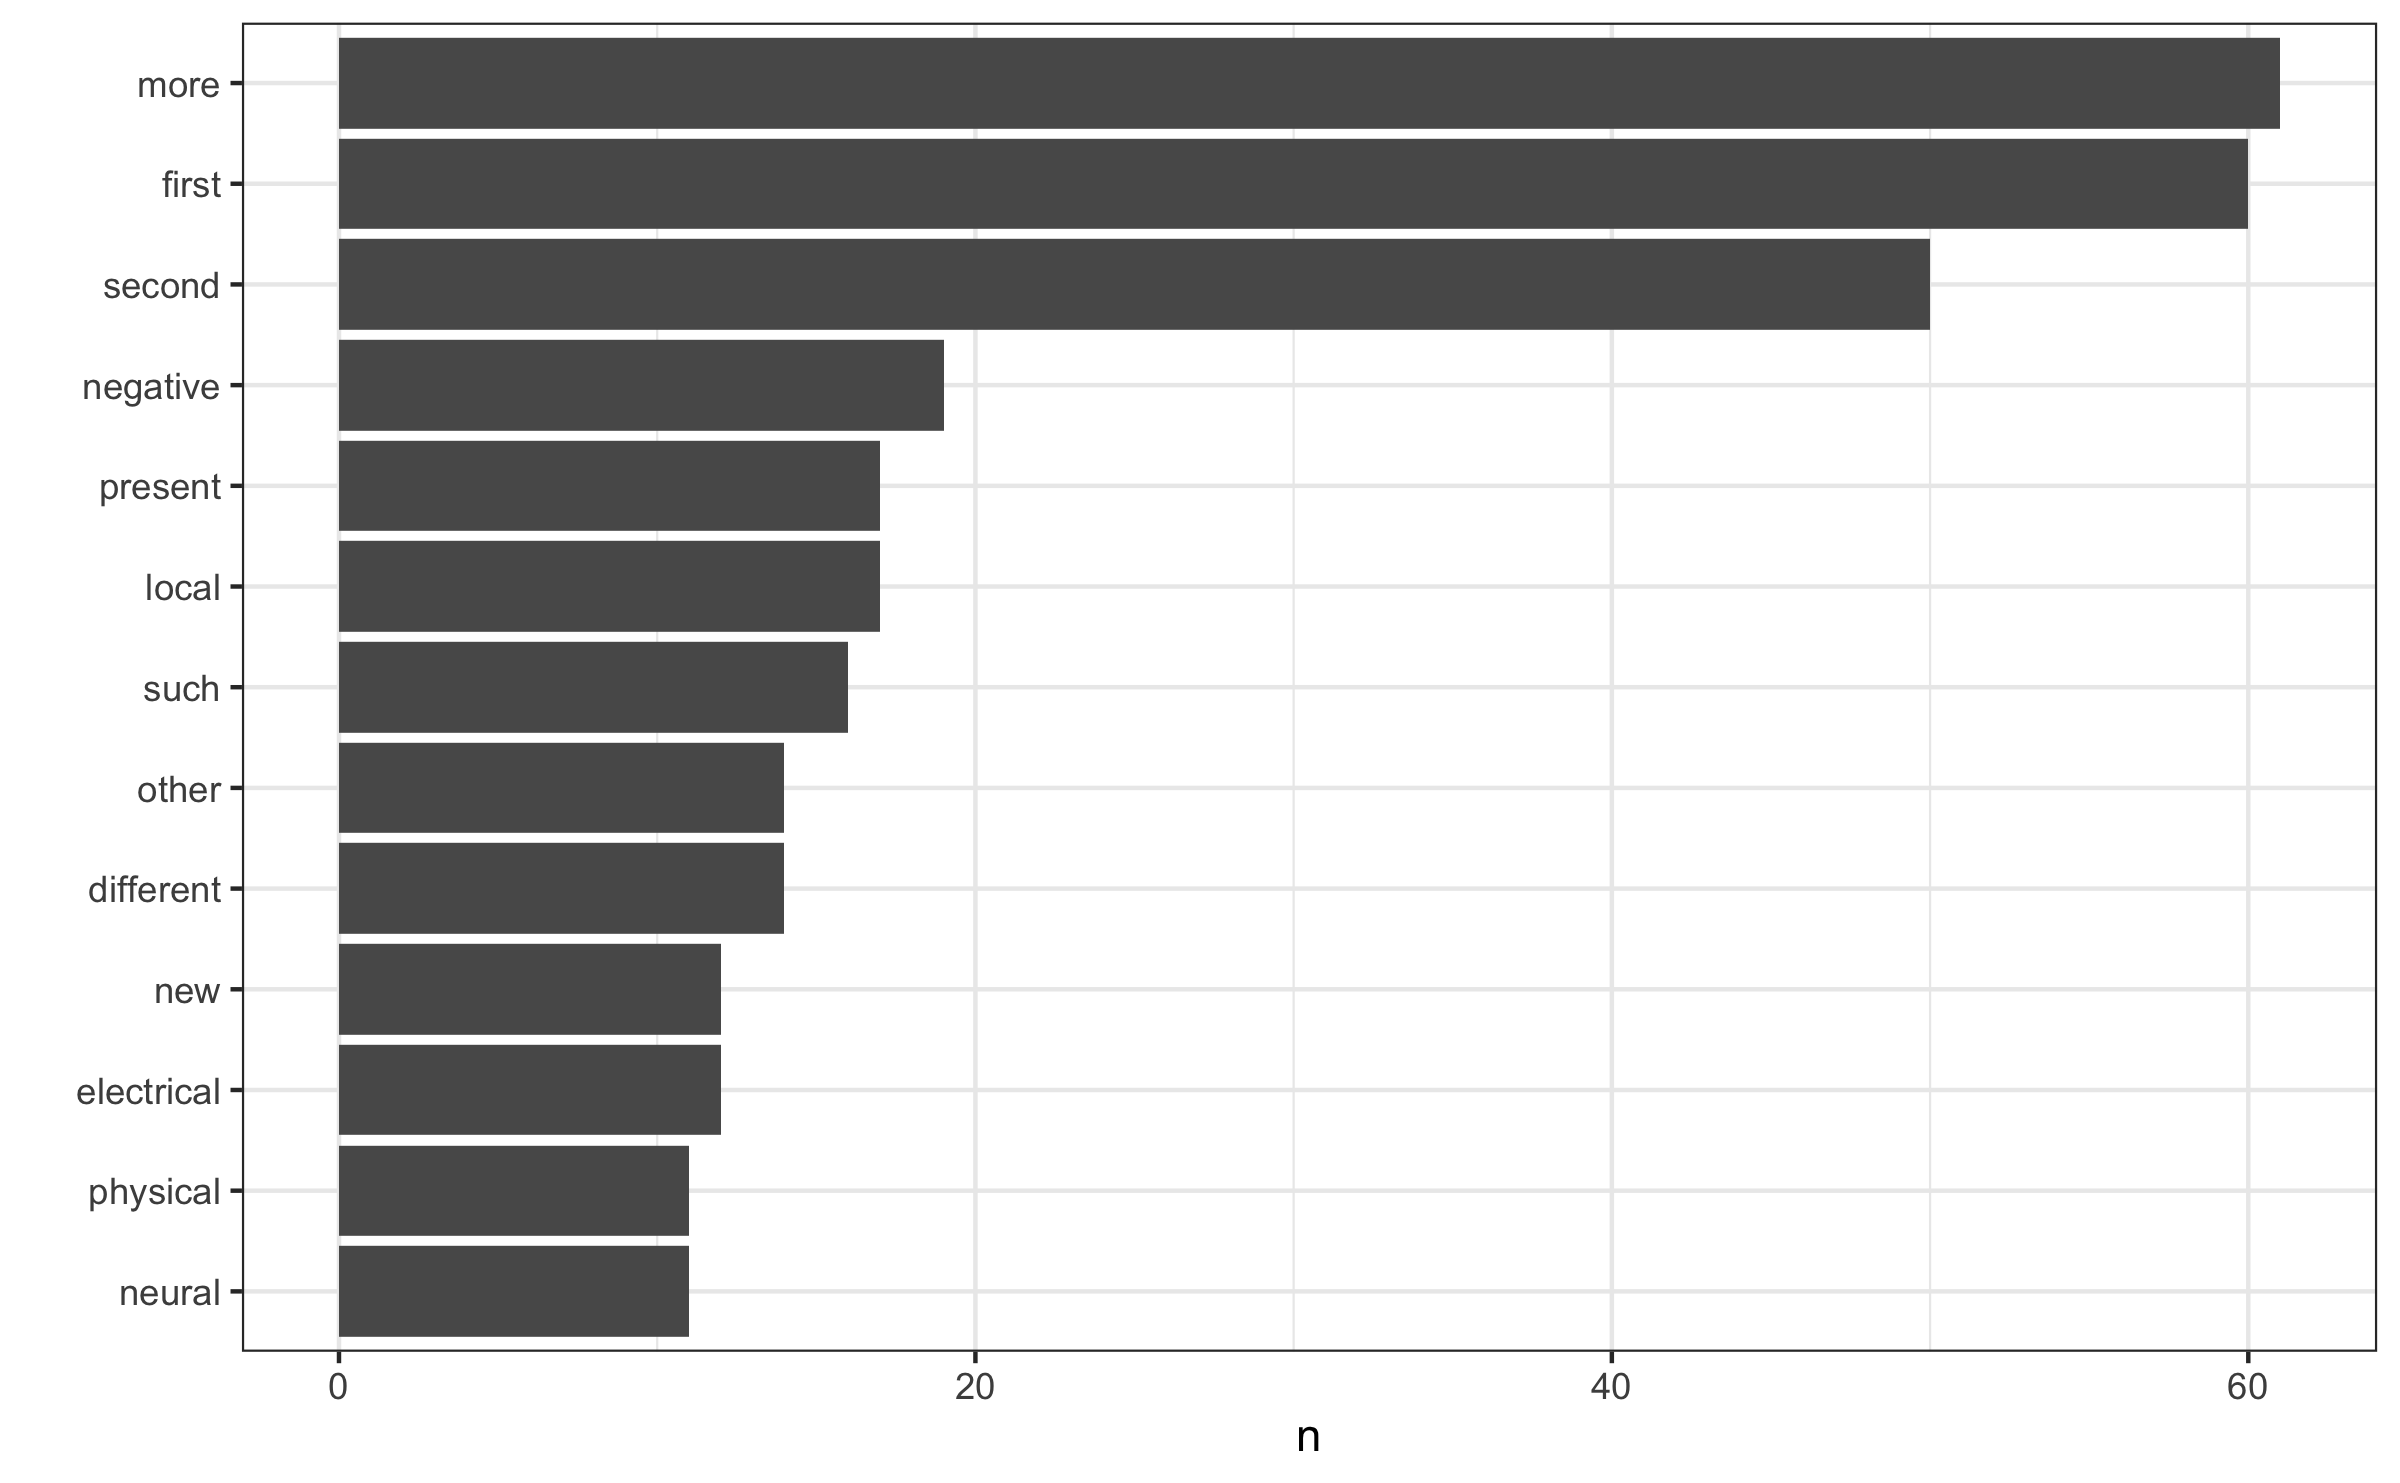 more
first
second
negative
present
local
such
other
different
new
electrical
physical
neural
0 20 40 60
n